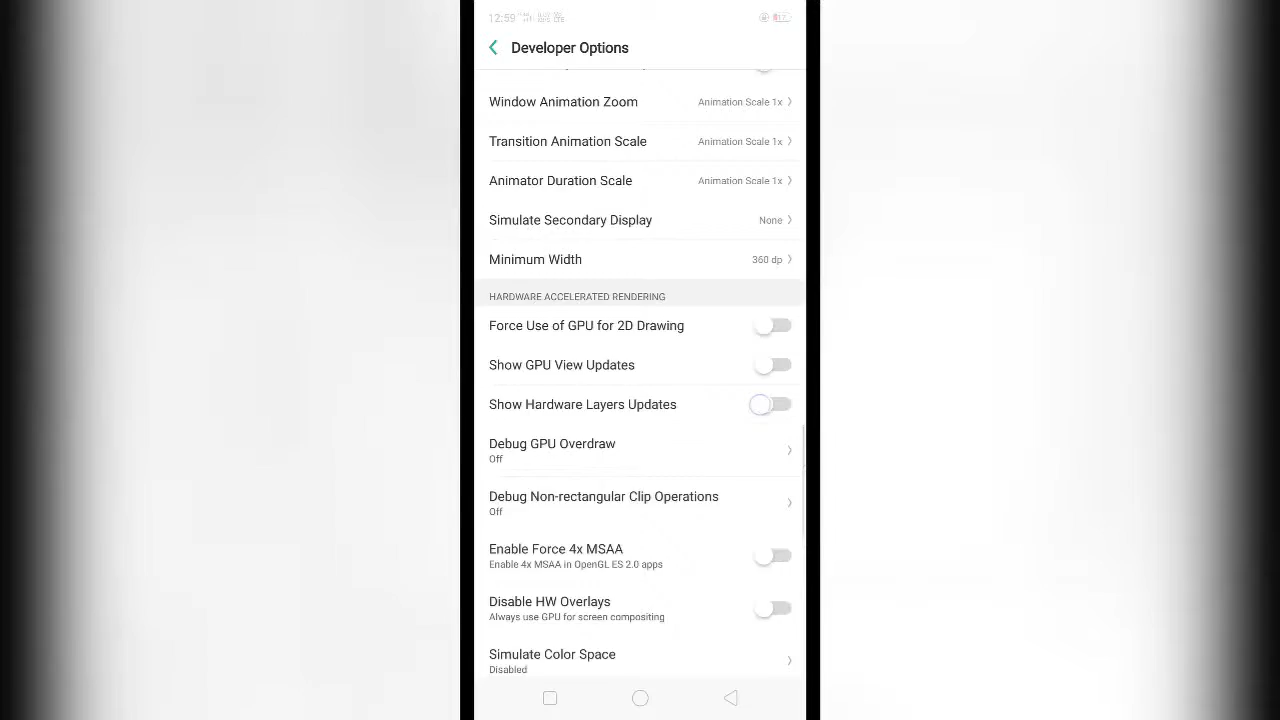 12:59
17
Developer Options
Window Animation Zoom Animation Scale 1x
Transition Animation Scale Animation Scale 1x
Animator Duration Scale Animation Scale 1x
Simulate Secondary Display None
Minimum Width 360 dp
HARDWARE ACCELERATED RENDERING
Force Use of GPU for 2D Drawing
Show GPU View Updates
Show Hardware Layers Updates
Debug GPU Overdraw
Off
Debug Non-rectangular Clip Operations
Off
Enable Force 4x MSAA
Enable 4x MSAA in OpenGL ES 2.0 apps
Disable HW Overlays
Always use GPU for screen compositing
Simulate Color Space
Disabled